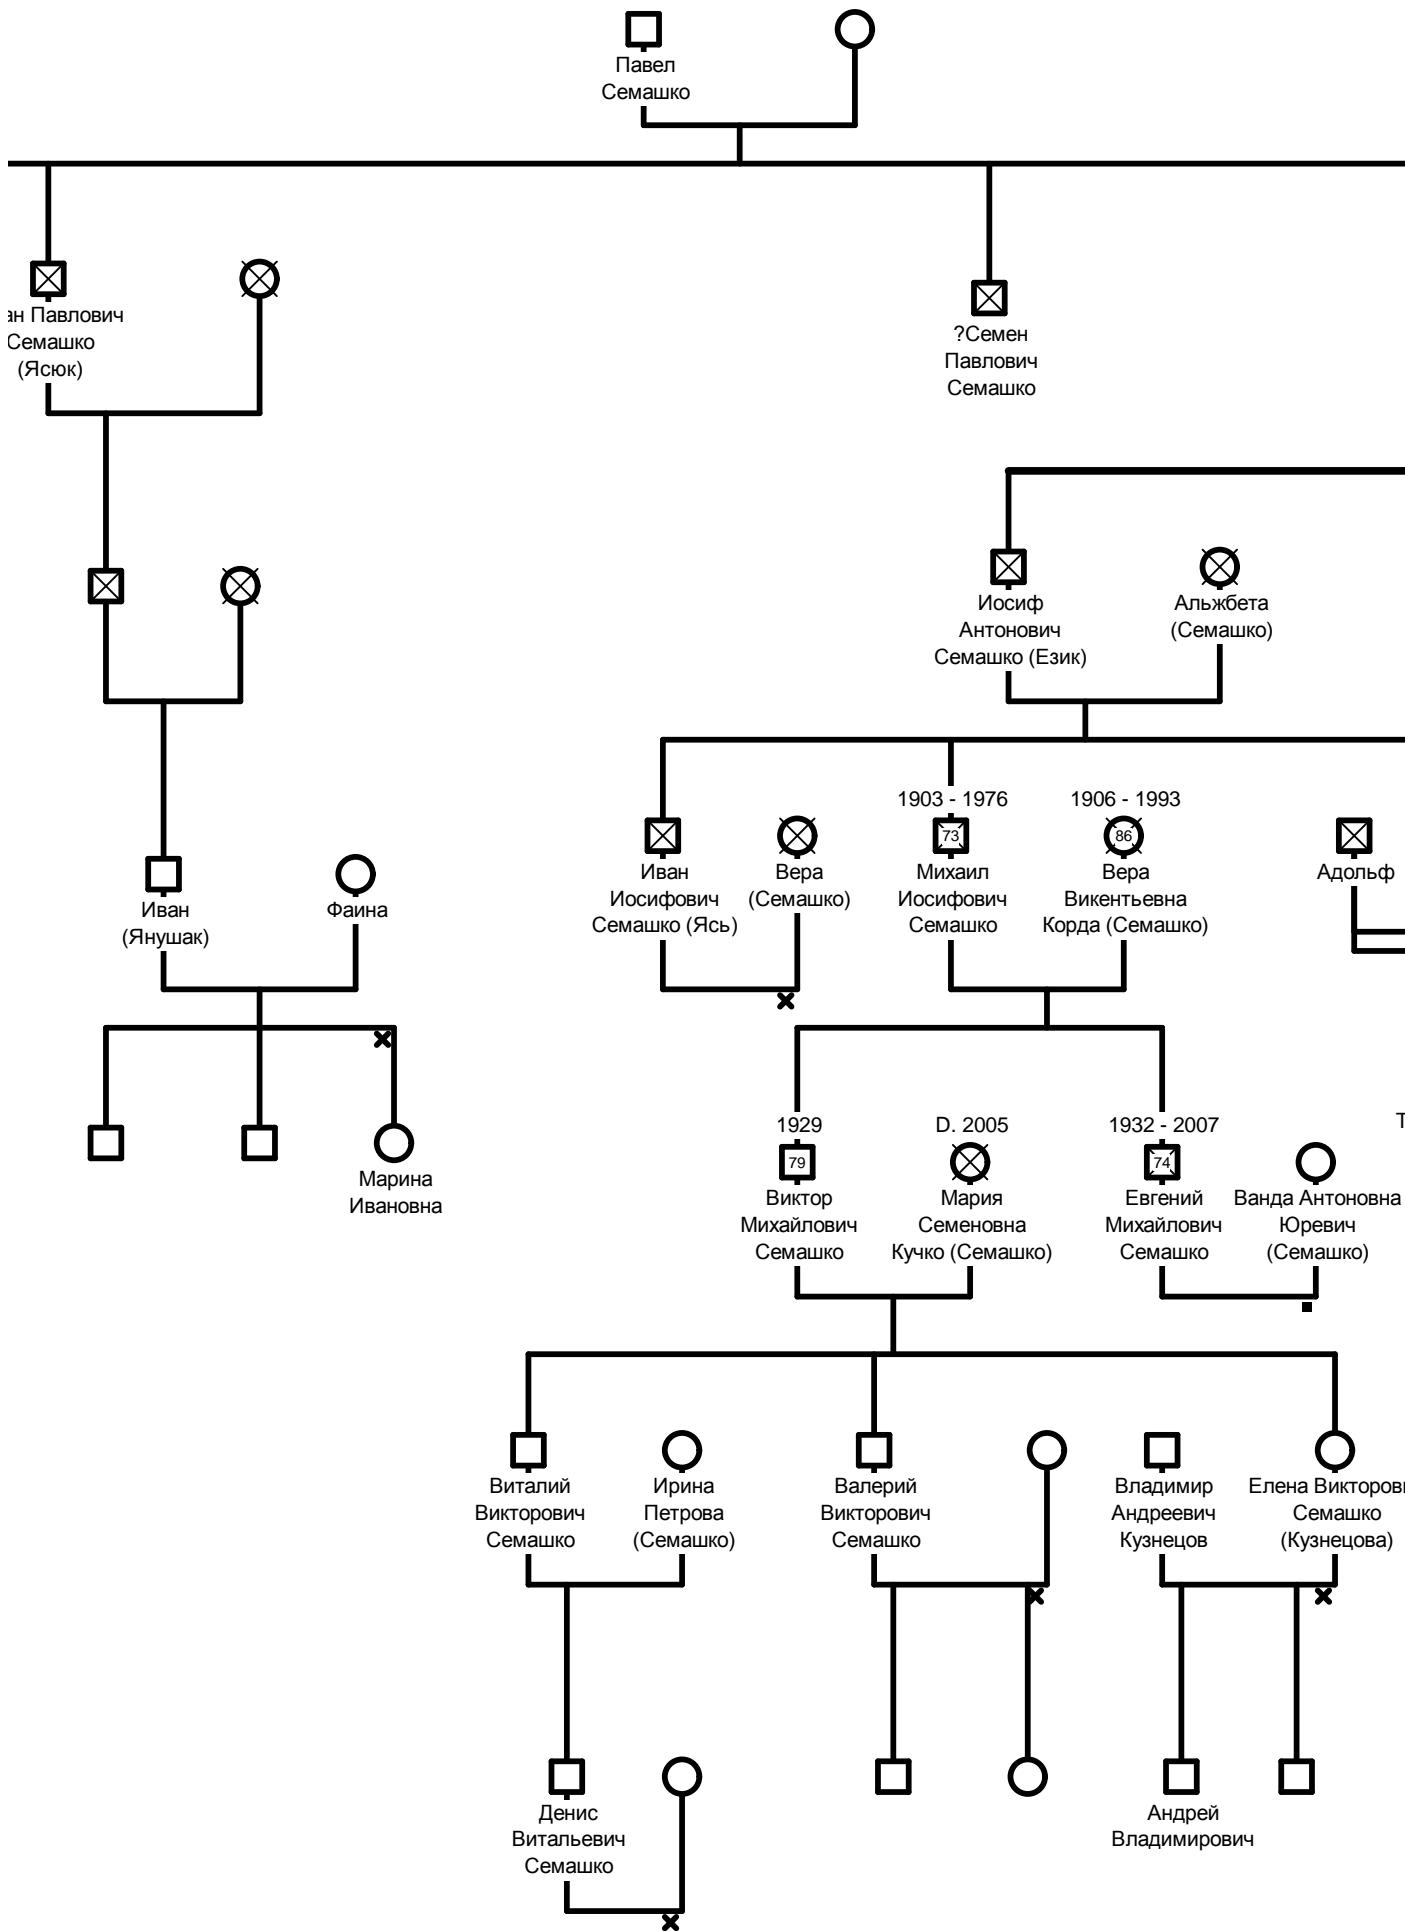 Павел
Семашко
ан Павлович
Семашко
(Ясюк)
?Семен
Павлович
Семашко
Иосиф
Антонович
Семашко (Език)
Альжбета
(Семашко)
1903 - 1976
1906 - 1993
73
86
Иван
Иосифович
Семашко (Ясь)
Вера
(Семашко)
Михаил
Иосифович
Семашко
Вера
Викентьевна
Корда (Семашко)
Адольф
Иван
(Янушак)
Фаина
Марина
Ивановна
1929
D. 2005
1932 - 2007
Т
79
74
Виктор
Михайлович
Семашко
Мария
Семеновна
Кучко (Семашко)
Евгений
Михайлович
Семашко
Ванда Антоновна
Юревич
(Семашко)
Виталий
Викторович
Семашко
Ирина
Петрова
(Семашко)
Валерий
Викторович
Семашко
Владимир
Андреевич
Кузнецов
Елена Викторов
Семашко
(Кузнецова)
Денис
Витальевич
Семашко
Андрей
Владимирович